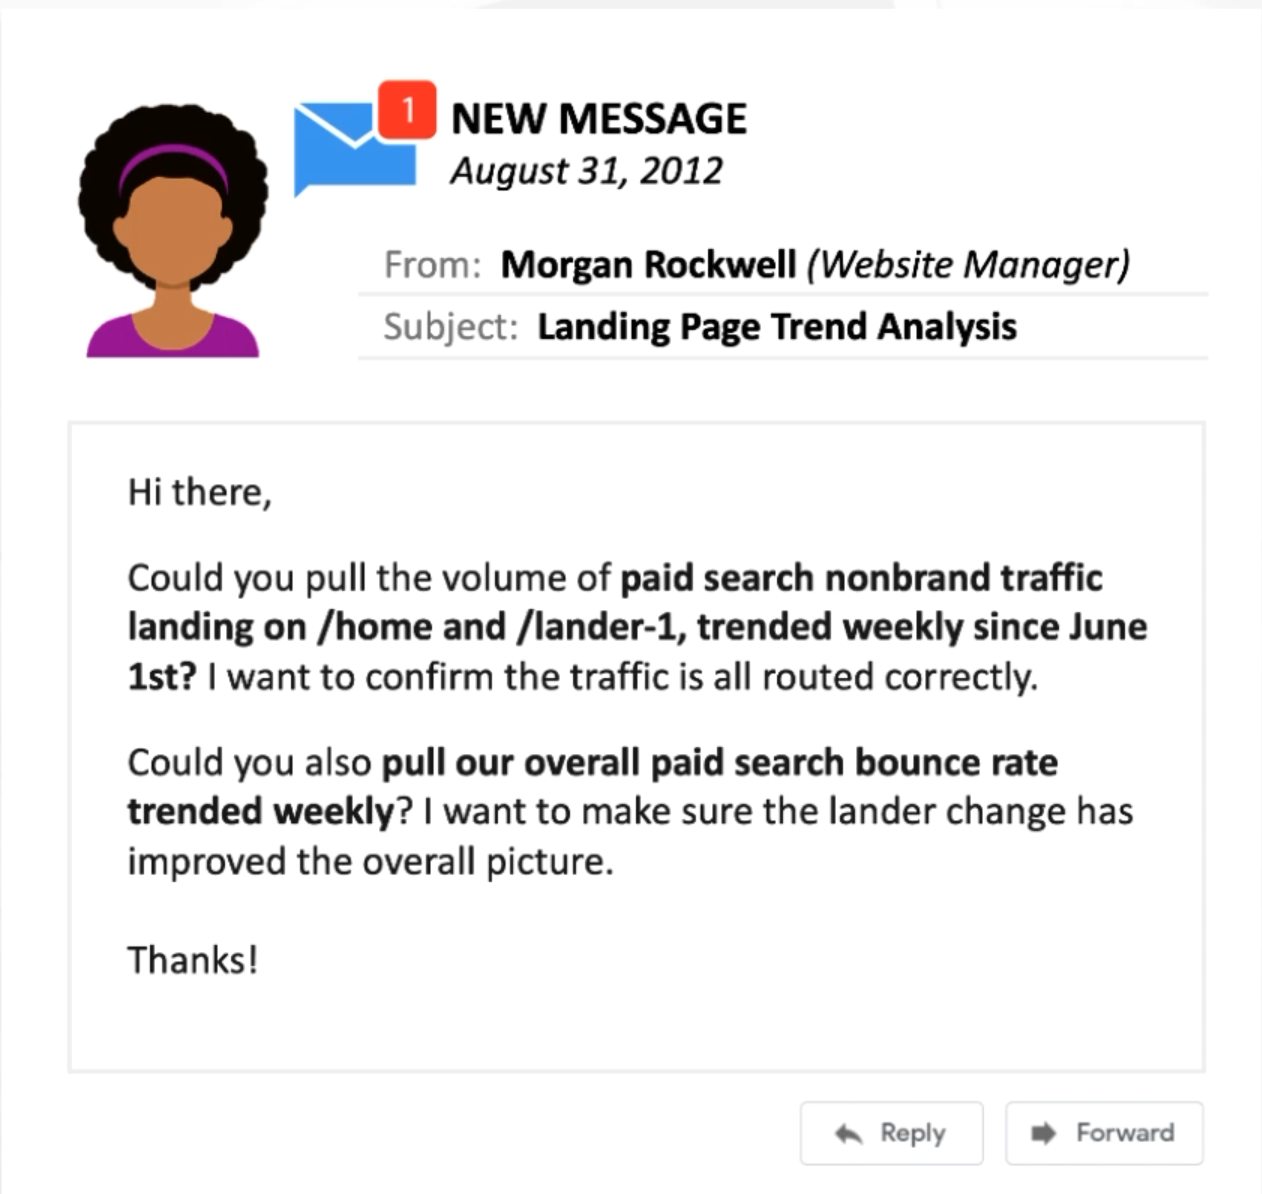 1
NEW MESSAGE
August 31, 2012
From: Morgan Rockwell (Website Manager)
Subject: Landing Page Trend Analysis
Hi there,
Could you pull the volume of paid search nonbrand traffic
landing on /home and /lander-1, trended weekly since June
1st? I want to confirm the traffic is all routed correctly.
Could you also pull our overall paid search bounce rate
trended weekly? I want to make sure the lander change has
improved the overall picture.
Thanks!
Reply
Forward